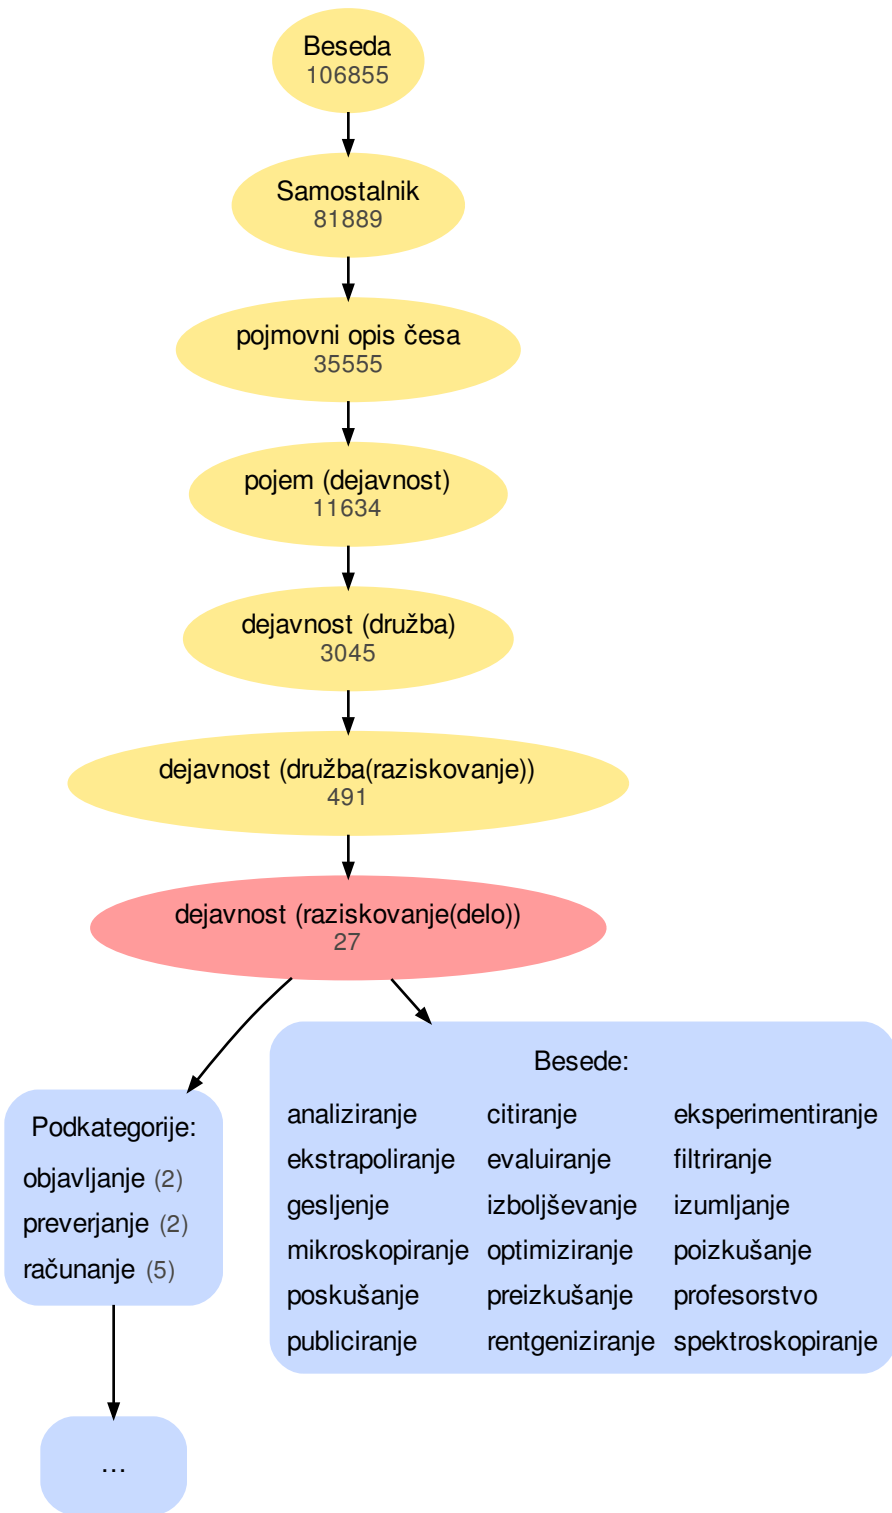 Beseda
106855
Samostalnik
81889
pojmovni opis česa
35555
pojem (dejavnost)
11634
dejavnost (družba)
3045
dejavnost (družba(raziskovanje))
491
dejavnost (raziskovanje(delo))
27
Podkategorije:
objavljanje (2)
preverjanje (2)
računanje (5)
...
Besede:
analiziranje citiranje eksperimentiranje
ekstrapoliranje evaluiranje filtriranje
gesljenje izboljševanje izumljanje
mikroskopiranje optimiziranje poizkušanje
poskušanje preizkušanje profesorstvo
publiciranje rentgeniziranje spektroskopiranje